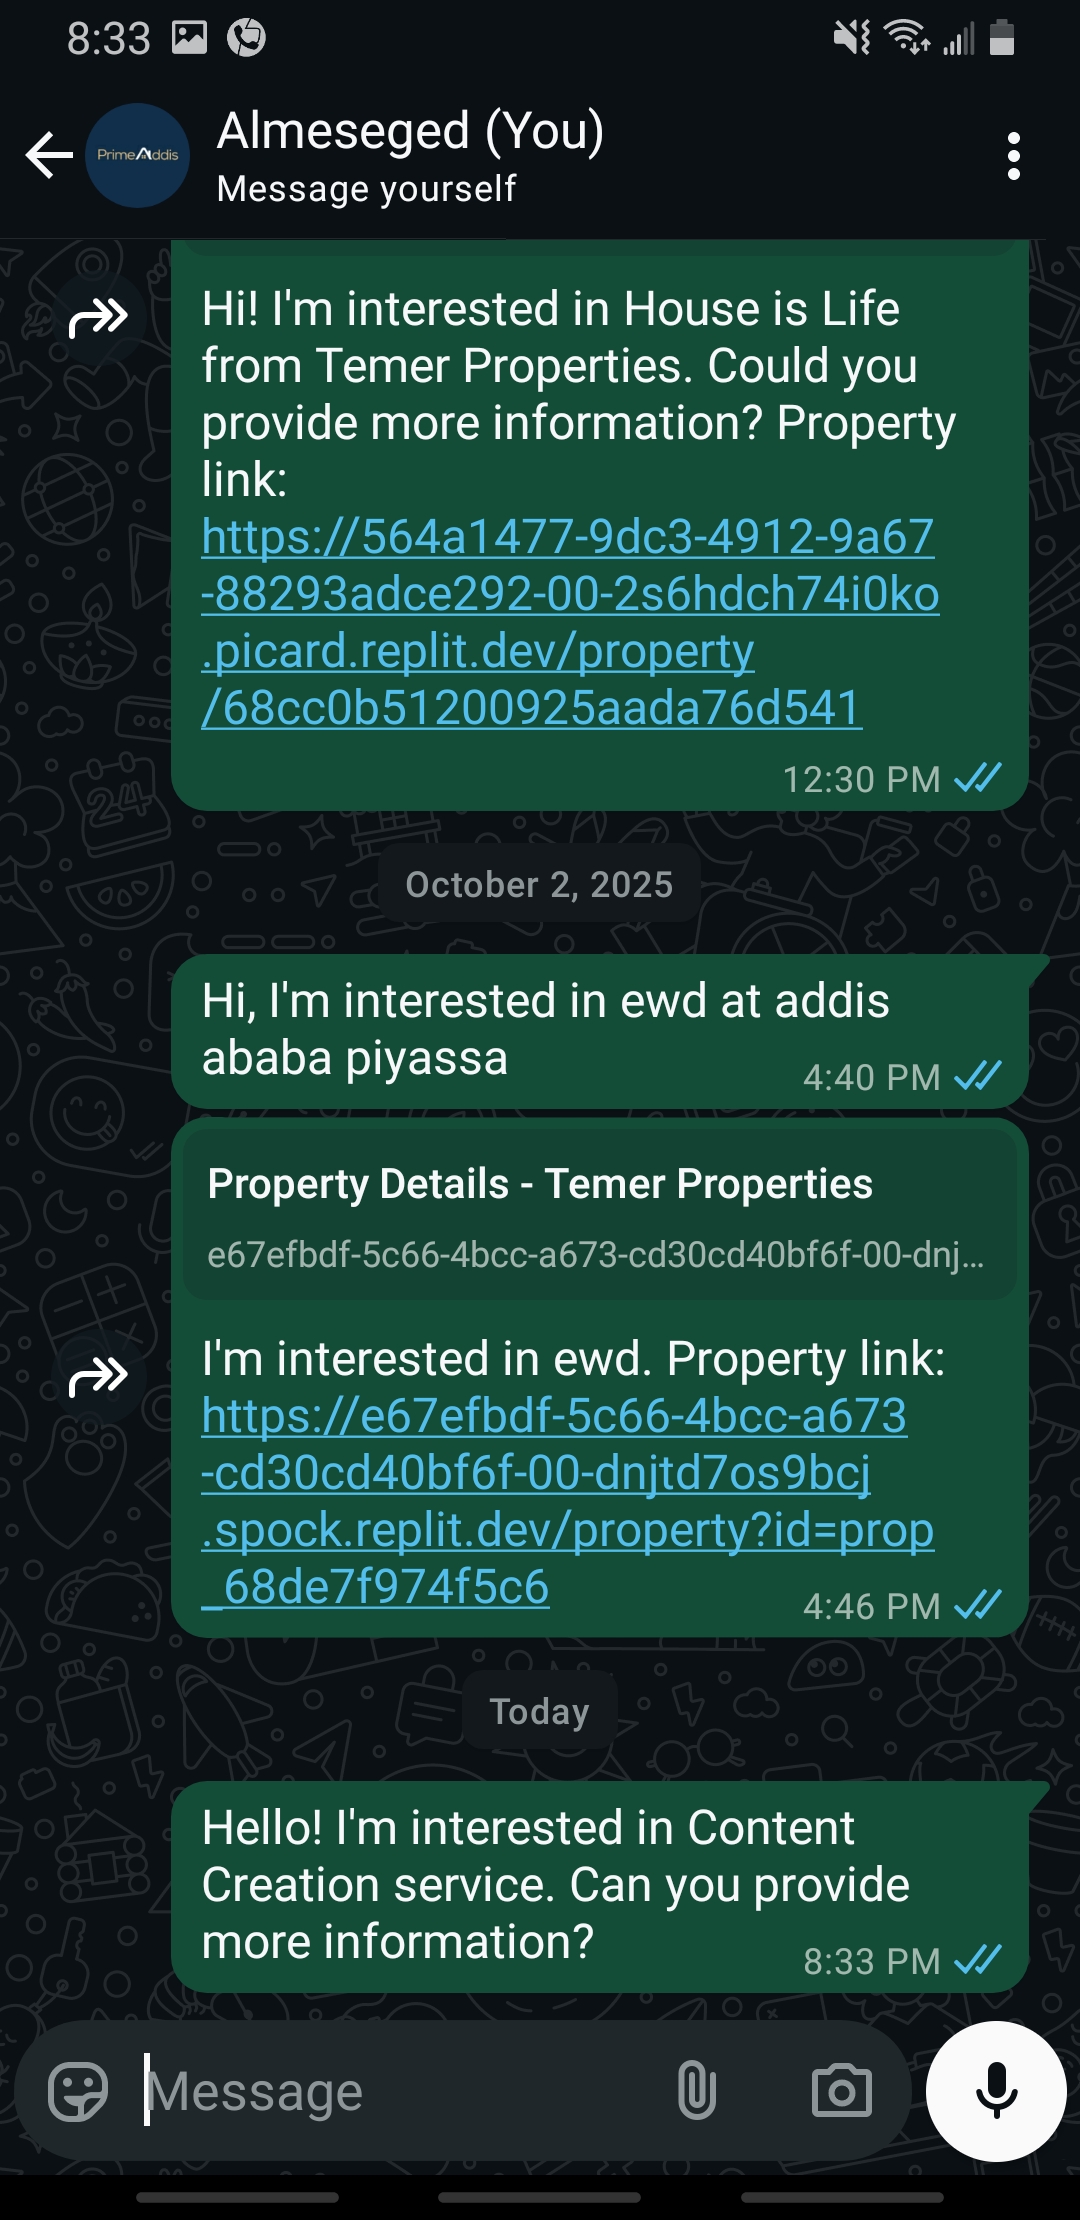 8:33
PrimeAddis
Almeseged (You)
Message yourself
Hi! I'm interested in House is Life
from Temer Properties. Could you
provide more information? Property
link:
https://564a1477-9dc3-4912-9a67
-88293adce292-00-2s6hdch74i0ko
.picard.replit.dev/property
/68cc0b51200925aada76d541
12:30 PM
October 2, 2025
Hi, I'm interested in ewd at addis
ababa piyassa
4:40 PM
Property Details - Temer Properties
e67efbdf-5c66-4bcc-a673-cd30cd40bf6f-00-dnj...
I'm interested in ewd. Property link:
https://e67efbdf-5c66-4bcc-a673
-cd30cd40bf6f-00-dnjtd7os9bcj
.spock.replit.dev/property?id=prop
_68de7f974f5c6
4:46 PM
Today
Hello! I'm interested in Content
Creation service. Can you provide
more information?
8:33 PM
Message